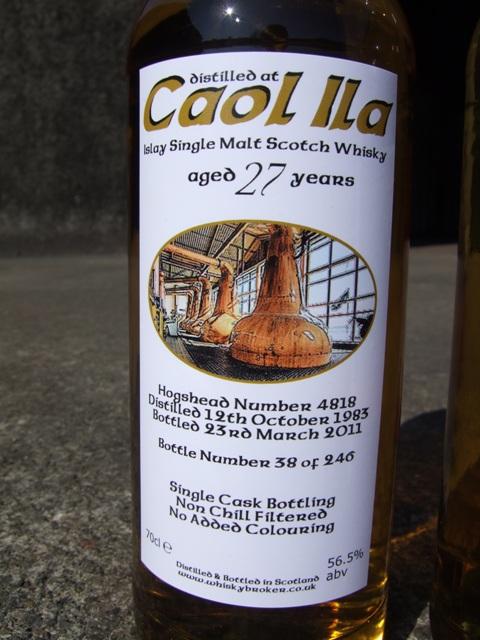 distilled at
Caol Ila
Islay Single Malt Scotch Whisky
aged 27 years
Hogshead Number 4818
Distilled 12th October 1983
Bottled 23rd March 2011
Bottle Number 38 of 246
Single Cask Bottling
Non Chill Filtered
No Added Colouring
70cl e
56.5%
abv
Distilled & Bottled in Scotland
www.whiskybroker.co.uk